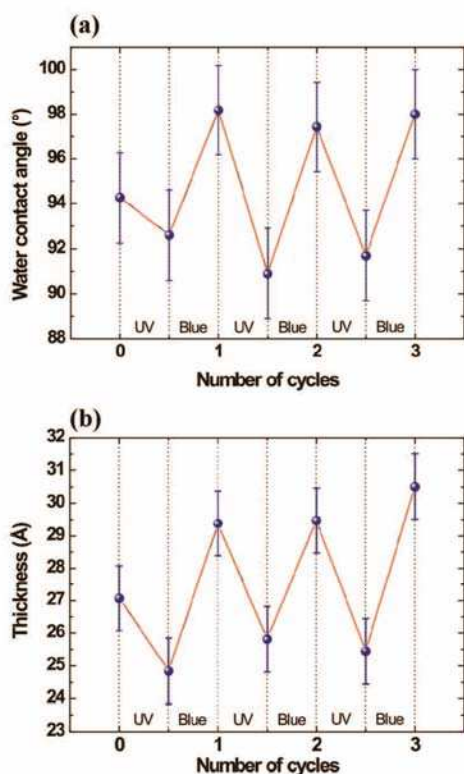 (a)
Water contact angle (°)
100
98
96
94
92
90
88
UV Blue UV Blue UV Blue
0 1 2 3
Number of cycles
(b)
Thickness (Å)
32
31
30
29
28
27
26
25
24
23
UV Blue UV Blue UV Blue
0 1 2 3
Number of cycles